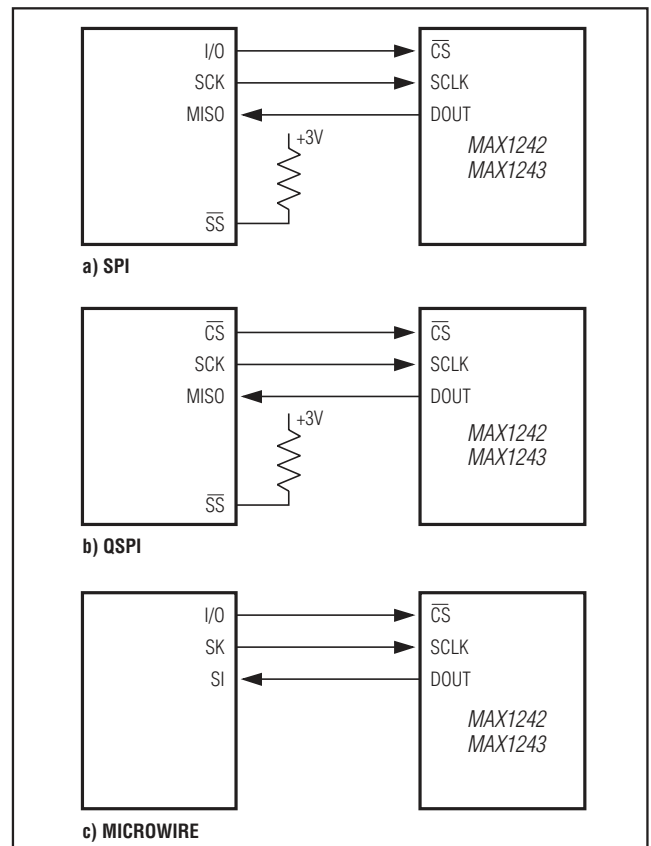 I/O CS
SCK SCLK
MISO DOUT
+3V
MAX1242
MAX1243
SS
a) SPI
CS CS
SCK SCLK
MISO DOUT
+3V
MAX1242
MAX1243
SS
b) QSPI
I/O CS
SK SCLK
SI DOUT
MAX1242
MAX1243
c) MICROWIRE